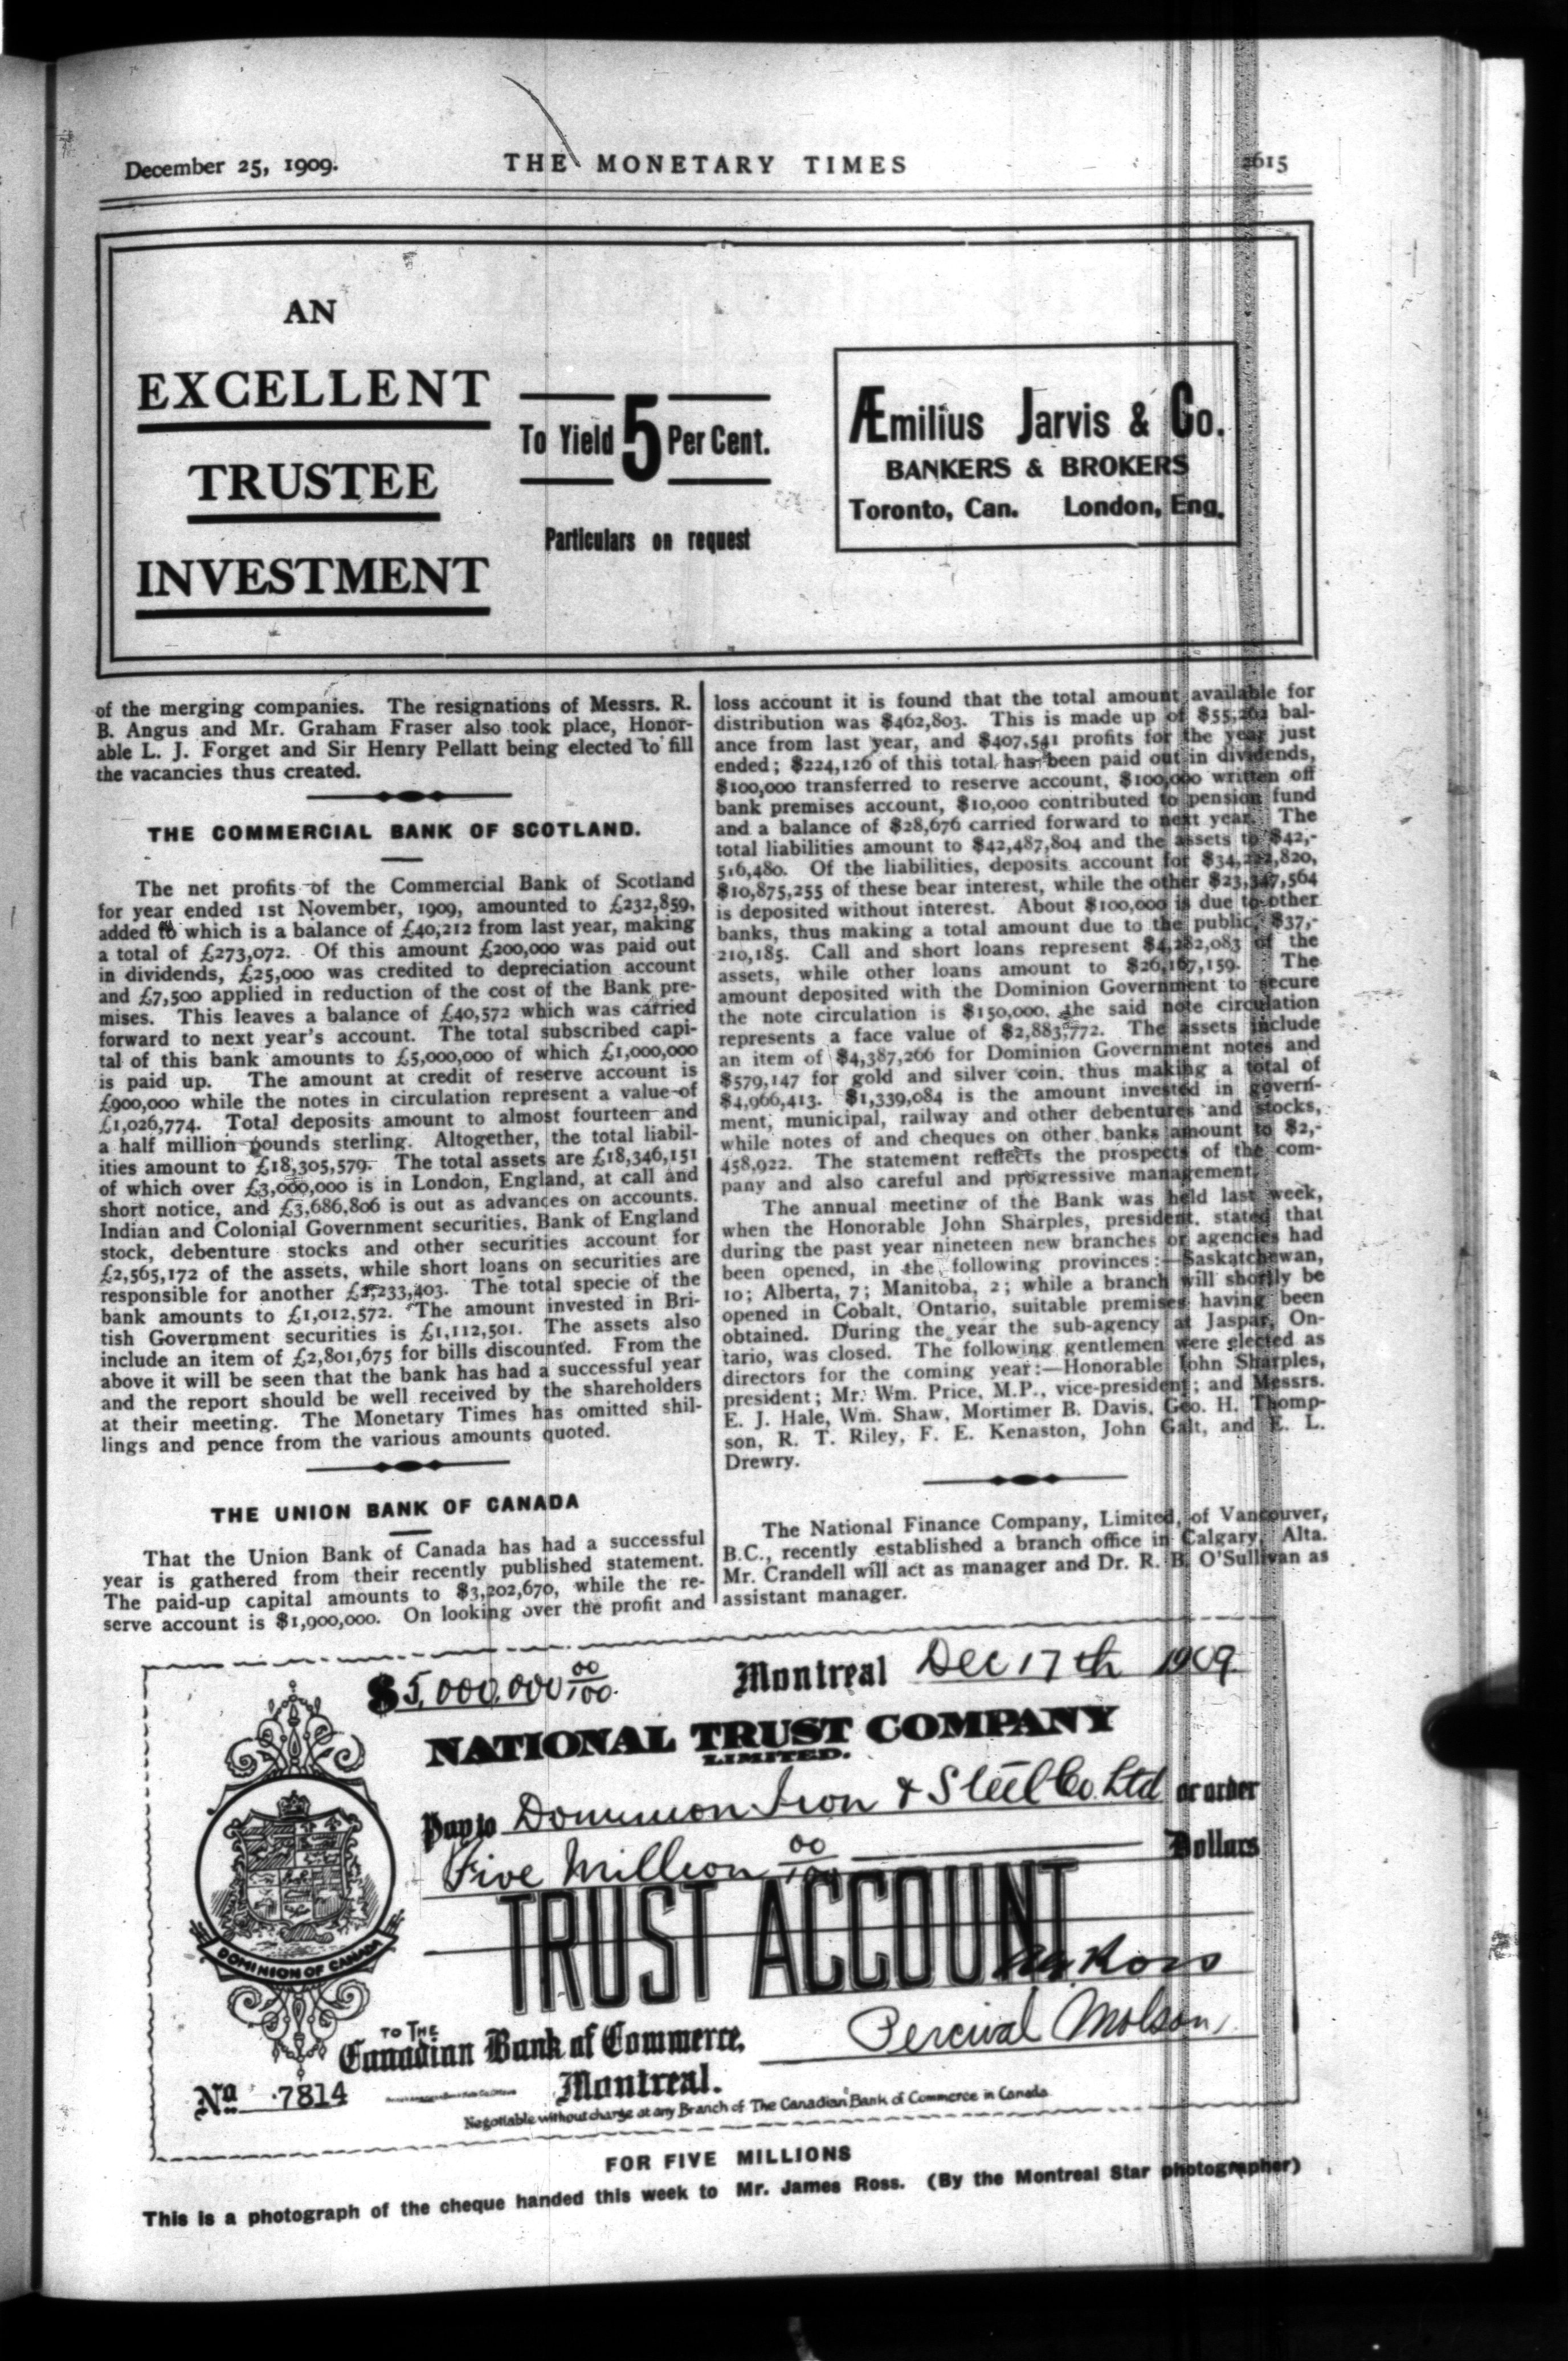 December 25, 1909.
THE MONETARY TIMES
2615
AN
EXCELLENT
TRUSTEE
INVESTMENT
To Yield 5 Per Cent.
Particulars on request
Æmilius Jarvis & Co.
BANKERS & BROKERS
Toronto, Can. London, Eng.
of the merging companies. The resignations of Messrs. R.
B. Angus and Mr. Graham Fraser also took place, Honor-
able L. J. Forget and Sir Henry Pellatt being elected to fill
the vacancies thus created.
THE COMMERCIAL BANK OF SCOTLAND.
The net profits of the Commercial Bank of Scotland
for year ended 1st November, 1909, amounted to £232,859,
added to which is a balance of £40,212 from last year, making
a total of £273,072. Of this amount £200,000 was paid out
in dividends, £25,000 was credited to depreciation account
and £7,500 applied in reduction of the cost of the Bank pre-
mises. This leaves a balance of £40,572 which was carried
forward to next year's account. The total subscribed capi-
tal of this bank amounts to £5,000,000 of which £1,000,000
is paid up. The amount at credit of reserve account is
£900,000 while the notes in circulation represent a value of
£1,026,774. Total deposits amount to almost fourteen and
a half million pounds sterling. Altogether, the total liabil-
ities amount to £18,305,579. The total assets are £18,346,151
of which over £3,000,000 is in London, England, at call and
short notice, and £3,686,806 is out as advances on accounts.
Indian and Colonial Government securities, Bank of England
stock, debenture stocks and other securities account for
£2,565,172 of the assets, while short loans on securities are
responsible for another The total specie of the
bank amounts to £1,012,572. The amount invested in Bri-
tish Government securities is £1,112,501. The assets also
include an item of £2,801,675 for bills discounted. From the
above it will be seen that the bank has had a successful year
and the report should be well received by the shareholders
at their meeting. The Monetary Times has omitted shil-
lings and pence from the various amounts quoted.
THE UNION BANK OF CANADA
That the Union Bank of Canada has had a successful
year is gathered from their recently published statement.
The paid-up capital amounts to $3,202,670, while the re-
serve account is $1,900,000. On looking over the profit and
loss account it is found that the total amount available for
distribution was $462,803. This is made up of $55,262 bal-
ance from last year, and $407,541 profits for the year just
ended; $224,126 of this total has been paid out in dividends,
$100,000 transferred to reserve account, $100,000 written off
bank premises account, $10,000 contributed to pension fund
and a balance of $28,676 carried forward to next year. The
total liabilities amount to $42,487,804 and the assets to $42,-
516,480. Of the liabilities, deposits account for
$10,875,255 of these bear interest, while the other $23,347,564
is deposited without interest. About $100,000 is due to other
banks, thus making a total amount due to the public, $37,-
210,185. Call and short loans represent $4,282,083 of the
assets, while other loans amount to $26,167,159. The
amount deposited with the Dominion Government to secure
the note circulation is $150,000, the said note circulation
represents a face value of $2,883,772. The assets include
an item of $4,387,266 for Dominion Government notes and
$579,147 for gold and silver coin, thus making a total of
$4,966,413. $1,339,084 is the amount invested in govern-
ment, municipal, railway and other debentures and stocks,
while notes of and cheques on other banks amount to $2,-
458,922. The statement reflects the prospects of the com-
pany and also careful and progressive management.
The annual meeting of the Bank was held last week,
when the Honorable John Sharples, president, stated that
during the past year nineteen new branches or agencies had
been opened, in the following provinces:—Saskatchewan,
10; Alberta, 7; Manitoba, 2; while a branch will shortly be
opened in Cobalt, Ontario, suitable premises having been
obtained. During the year the sub-agency at Jaspar, On-
tario, was closed. The following gentlemen were elected as
directors for the coming year:—Honorable John Sharples,
president; Mr. Wm. Price, M.P., vice-president; and Messrs.
E. J. Hale, Wm. Shaw, Mortimer B. Davis, Geo. H. Thomp-
son, R. T. Riley, F. E. Kenaston, John Galt, and E. L.
Drewry.
The National Finance Company, Limited, of Vancouver,
B.C., recently established a branch office in Calgary, Alta.
Mr. Crandell will act as manager and Dr. R. B. O'Sullivan as
assistant manager.
$5,000,000 00/100 Montreal Dec 17th 1909
NATIONAL TRUST COMPANY
LIMITED.
Pay to Dominion Iron & Steel Co. Ltd or order
Five Million 00/100 Dollars
TRUST ACCOUNT
Ross
DOMINION OF CANADA
Percival Molson
TO THE
Canadian Bank of Commerce,
Montreal.
No 7814
Negotiable without charge at any Branch of The Canadian Bank of Commerce in Canada
FOR FIVE MILLIONS
This is a photograph of the cheque handed this week to Mr. James Ross. (By the Montreal Star photographer)